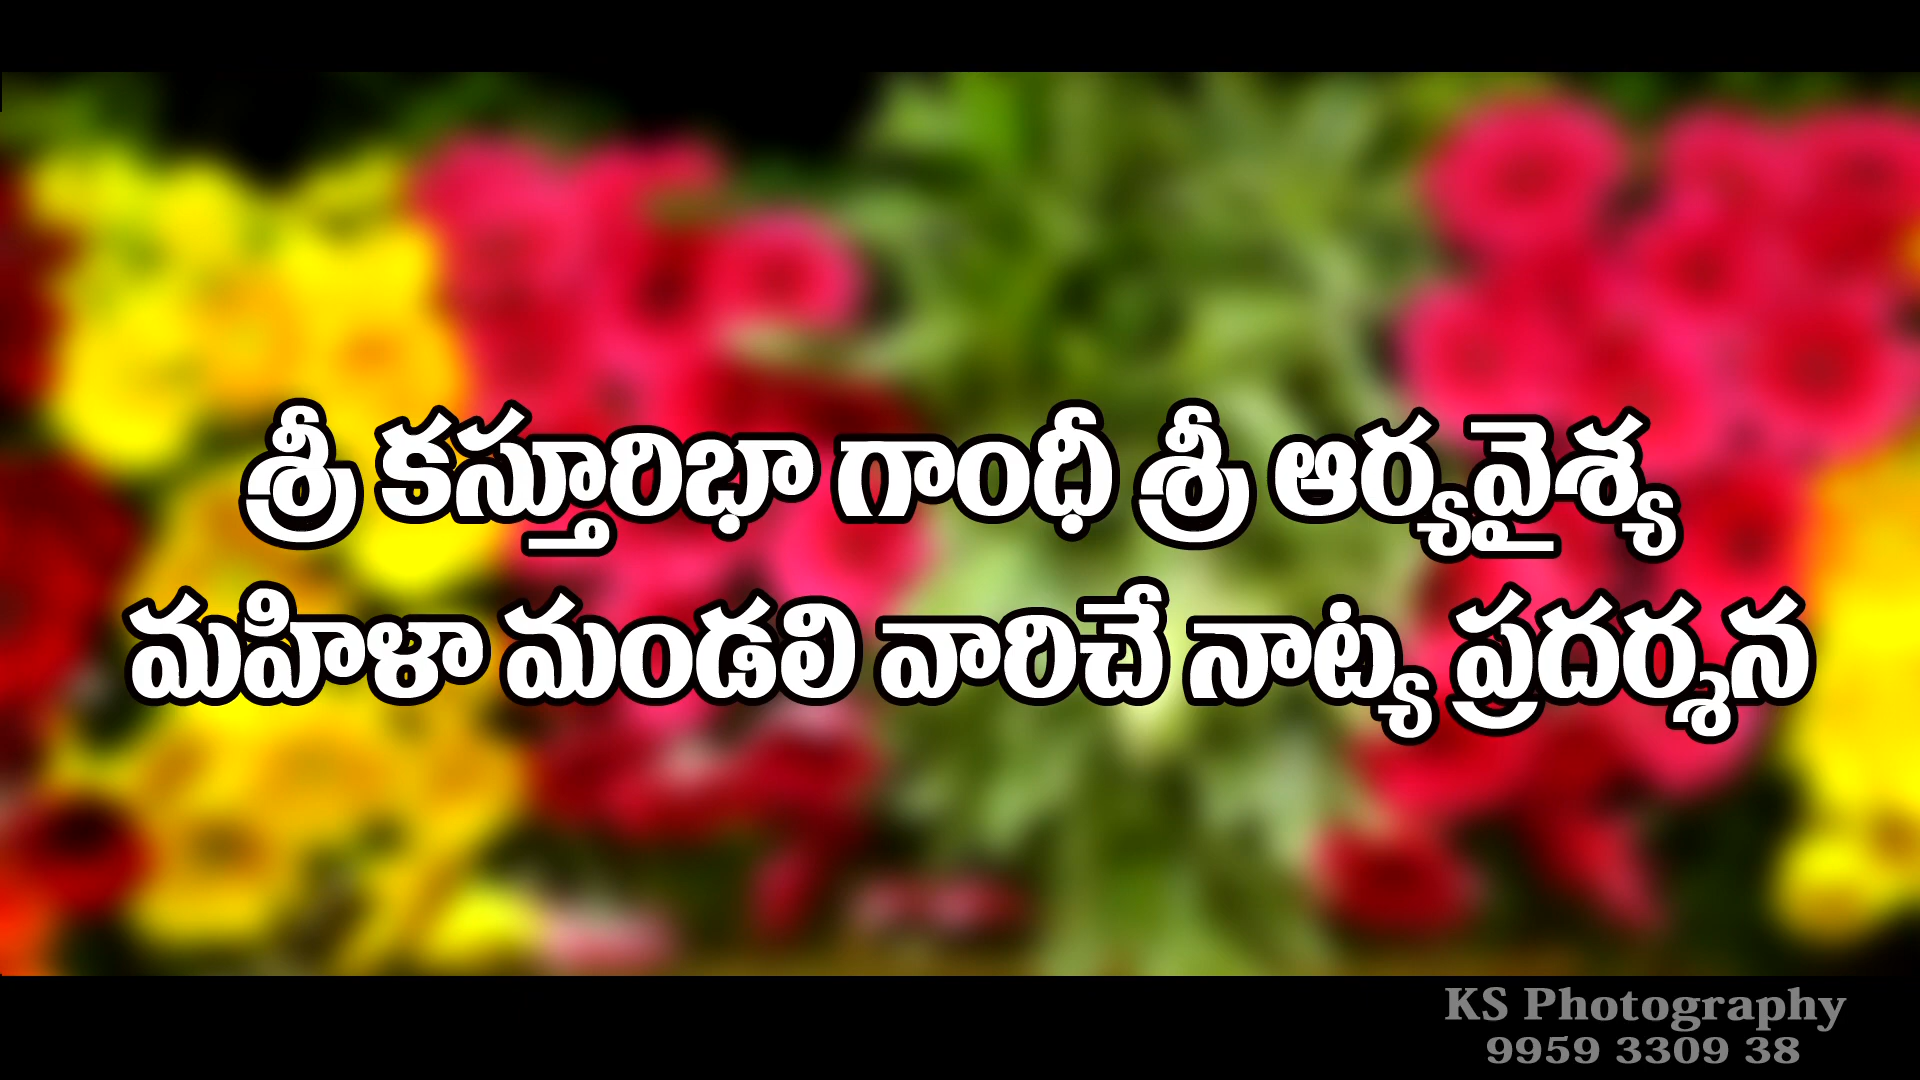 శ్రీ కస్తూరిభా గాంధీ శ్రీ ఆర్యవైశ్య
మహిళా మండలి వారిచే నాట్య ప్రదర్శన
KS Photography
9959 3309 38